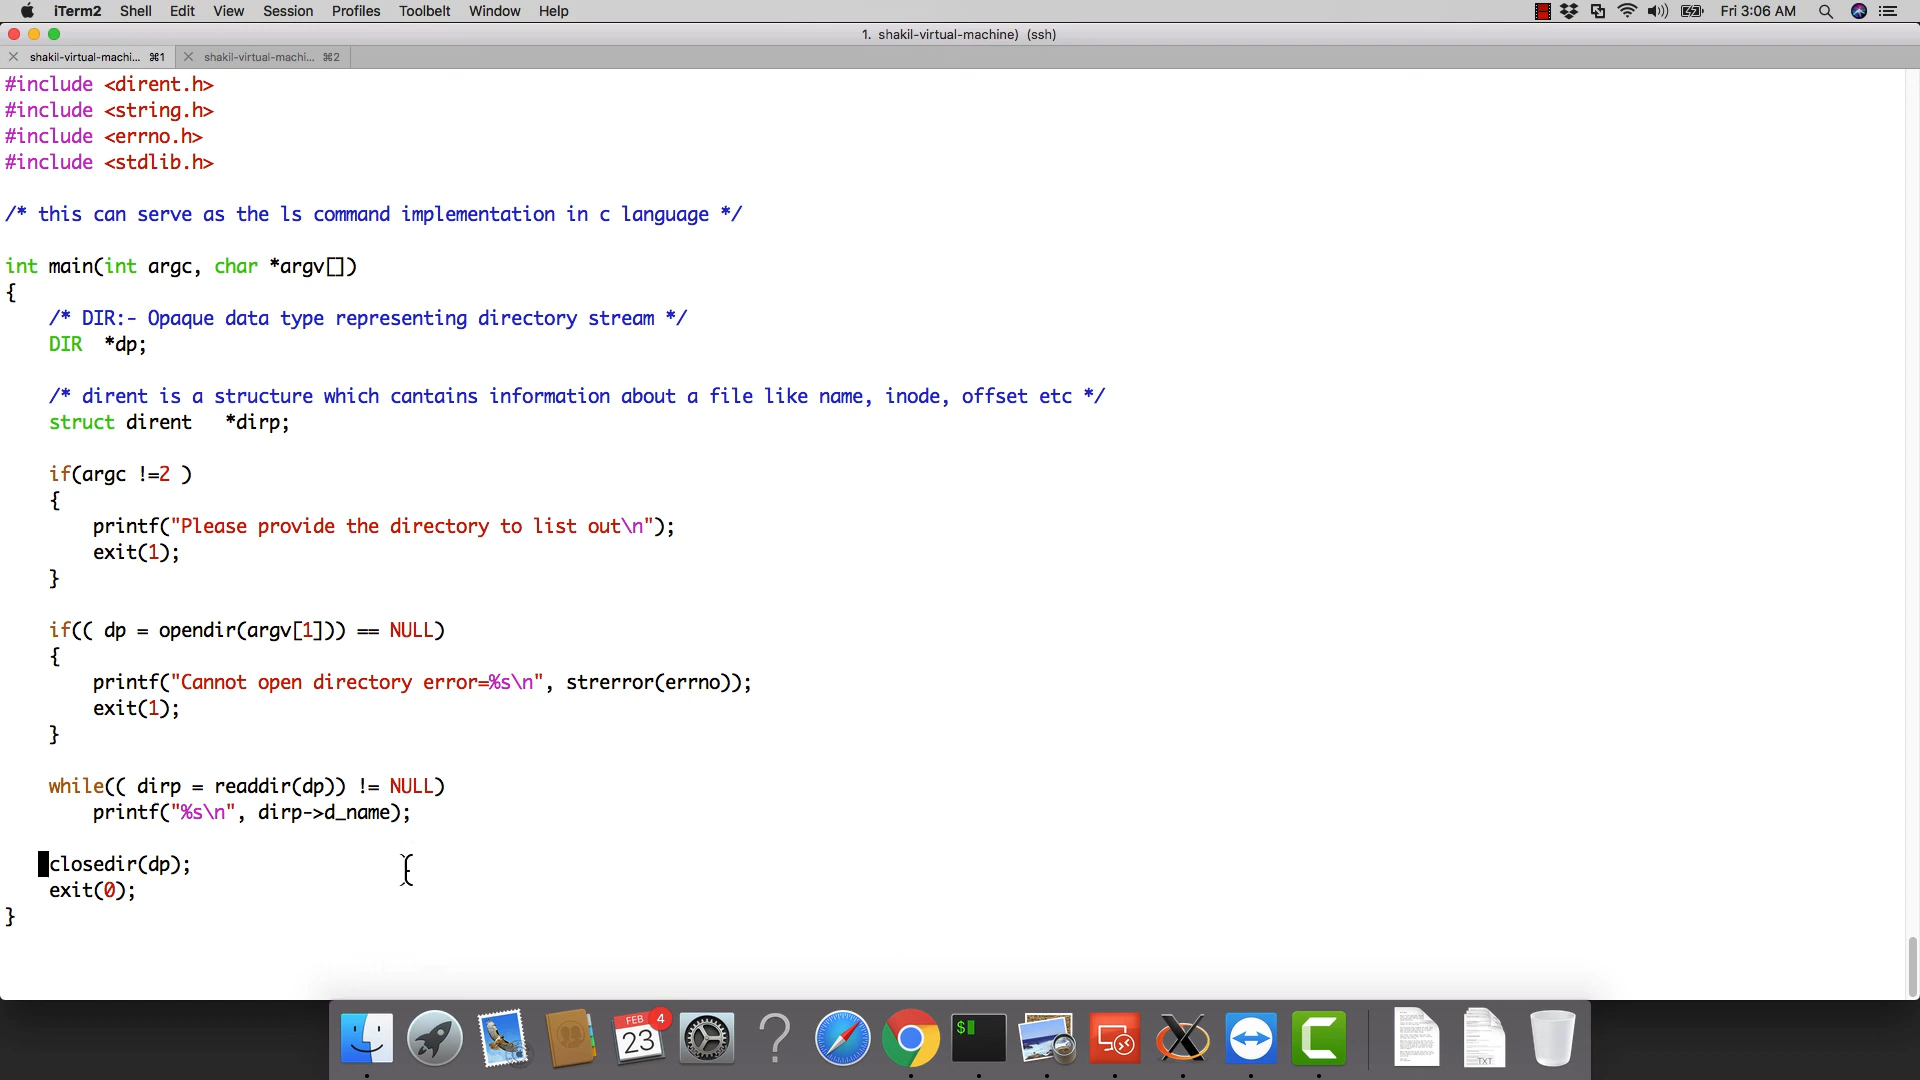 iTerm2 Shell Edit View Session Profiles Toolbelt Window Help Fri 3:06 AM
1. shakil-virtual-machine) (ssh)
shakil-virtual-machi... ⌘1 shakil-virtual-machi... ⌘2
#include <dirent.h>
#include <string.h>
#include <errno.h>
#include <stdlib.h>
/* this can serve as the ls command implementation in c language */
int main(int argc, char *argv[])
{
/* DIR:- Opaque data type representing directory stream */
DIR *dp;
/* dirent is a structure which cantains information about a file like name, inode, offset etc */
struct dirent *dirp;
if(argc !=2 )
{
printf("Please provide the directory to list out\n");
exit(1);
}
if(( dp = opendir(argv[1])) == NULL)
{
printf("Cannot open directory error=%s\n", strerror(errno));
exit(1);
}
while(( dirp = readdir(dp)) != NULL)
printf("%s\n", dirp->d_name);
closedir(dp);
exit(0);
}
FEB 4
23
$
?
X
C
TXT